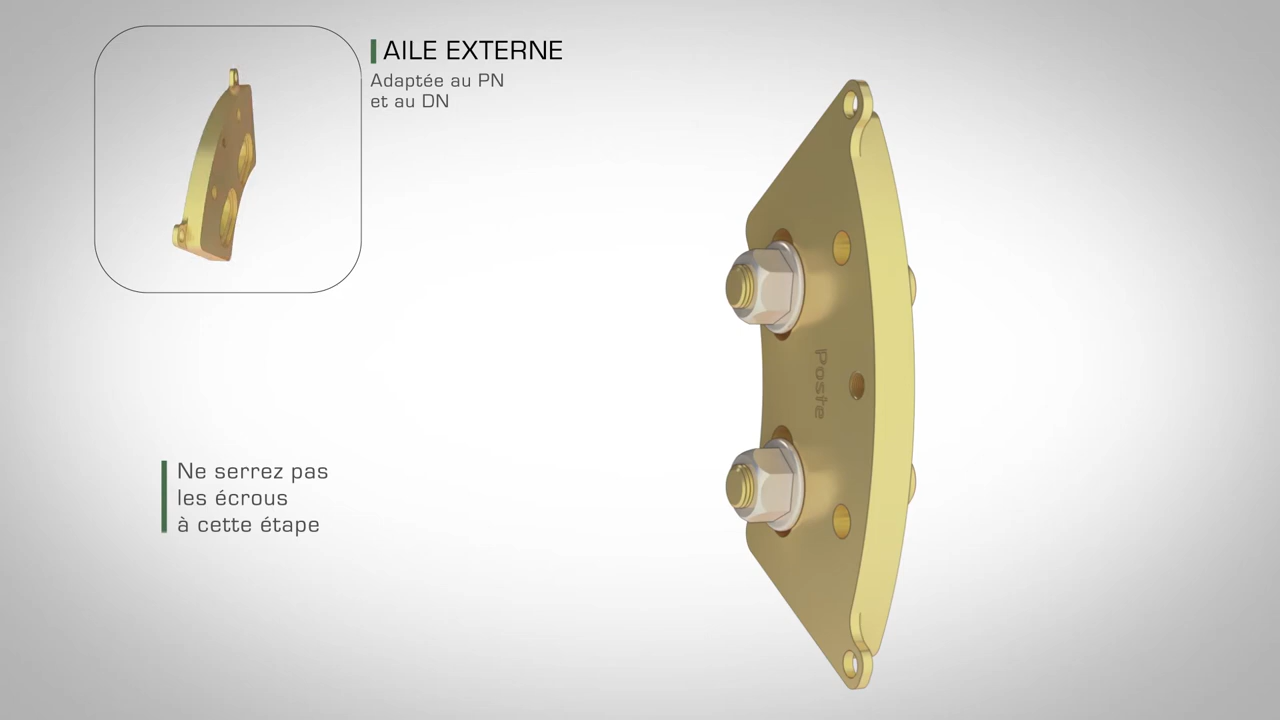 AILE EXTERNE
Adaptée au PN
et au DN
Poste
Ne serrez pas
les écrous
à cette étape